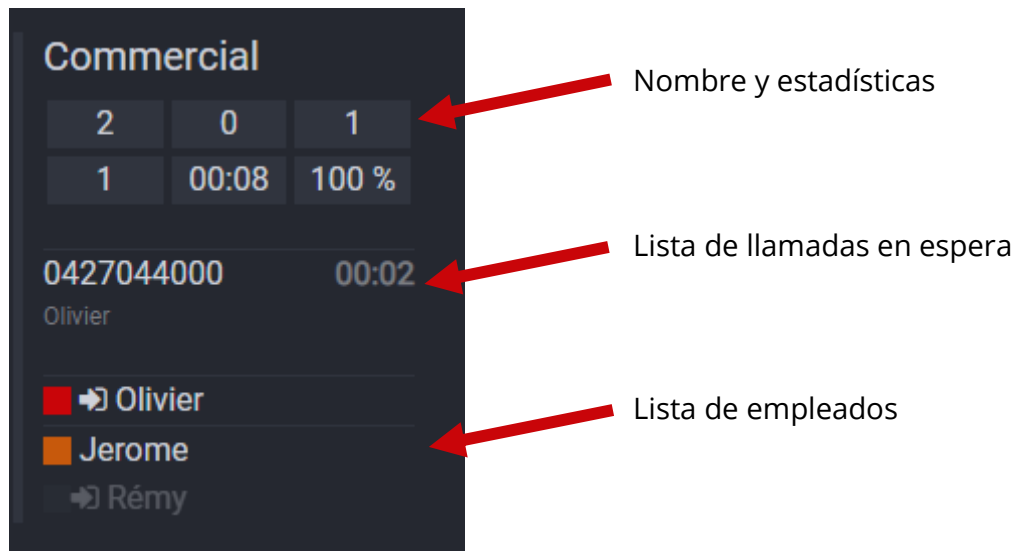 Commercial
2 0 1
1 00:08 100 %
0427044000 00:02
Olivier
Olivier
Jerome
Rémy
Nombre y estadísticas
Lista de llamadas en espera
Lista de empleados